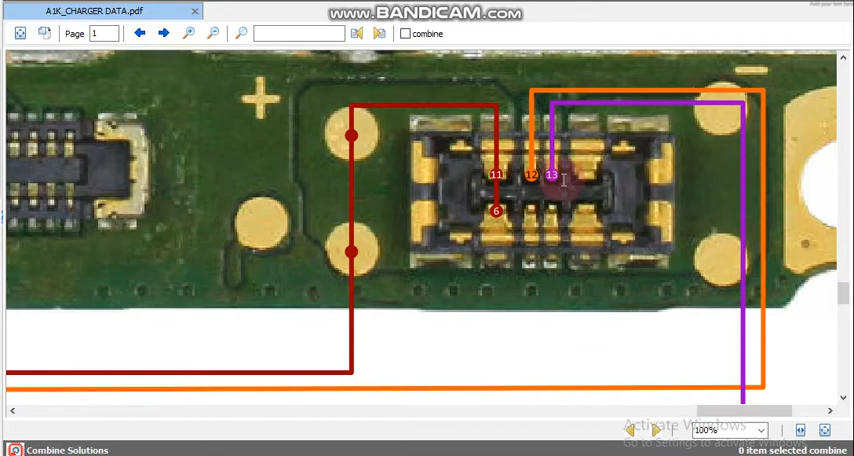 www.BANDICAM.com
A1K_CHARGER DATA.pdf
Page 1
combine
11 12 13
6
100%
Activate Windows
Go to Settings to activate Windows.
Combine Solutions
0 item selected combine